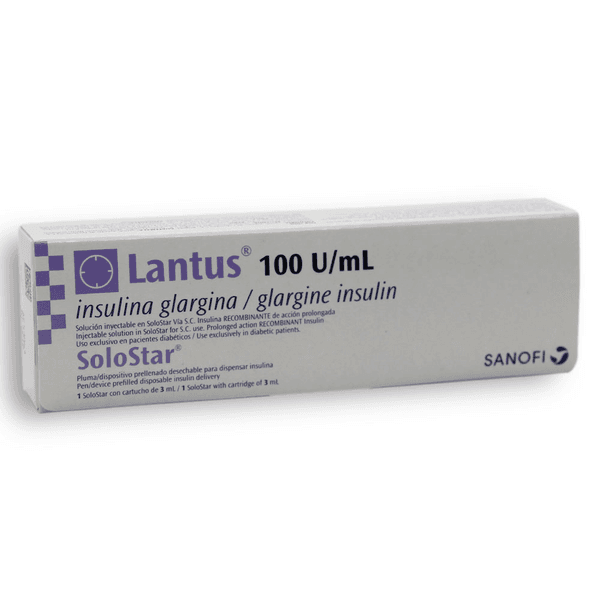 Lantus® 100 U/mL
insulina glargina / glargine insulin
Solución inyectable en SoloStar Vía S.C. Insulina RECOMBINANTE de acción prolongada
Injectable solution in SoloStar for S.C. use. Prolonged action RECOMBINANT Insulin
Uso exclusivo en pacientes diabéticos / Use exclusively in diabetic patients.
SoloStar®
Pluma/dispositivo prellenado desechable para dispensar insulina
Pen/device prefilled disposable insulin delivery
1 SoloStar con cartucho de 3 mL / 1 SoloStar with cartridge of 3 mL
SANOFI